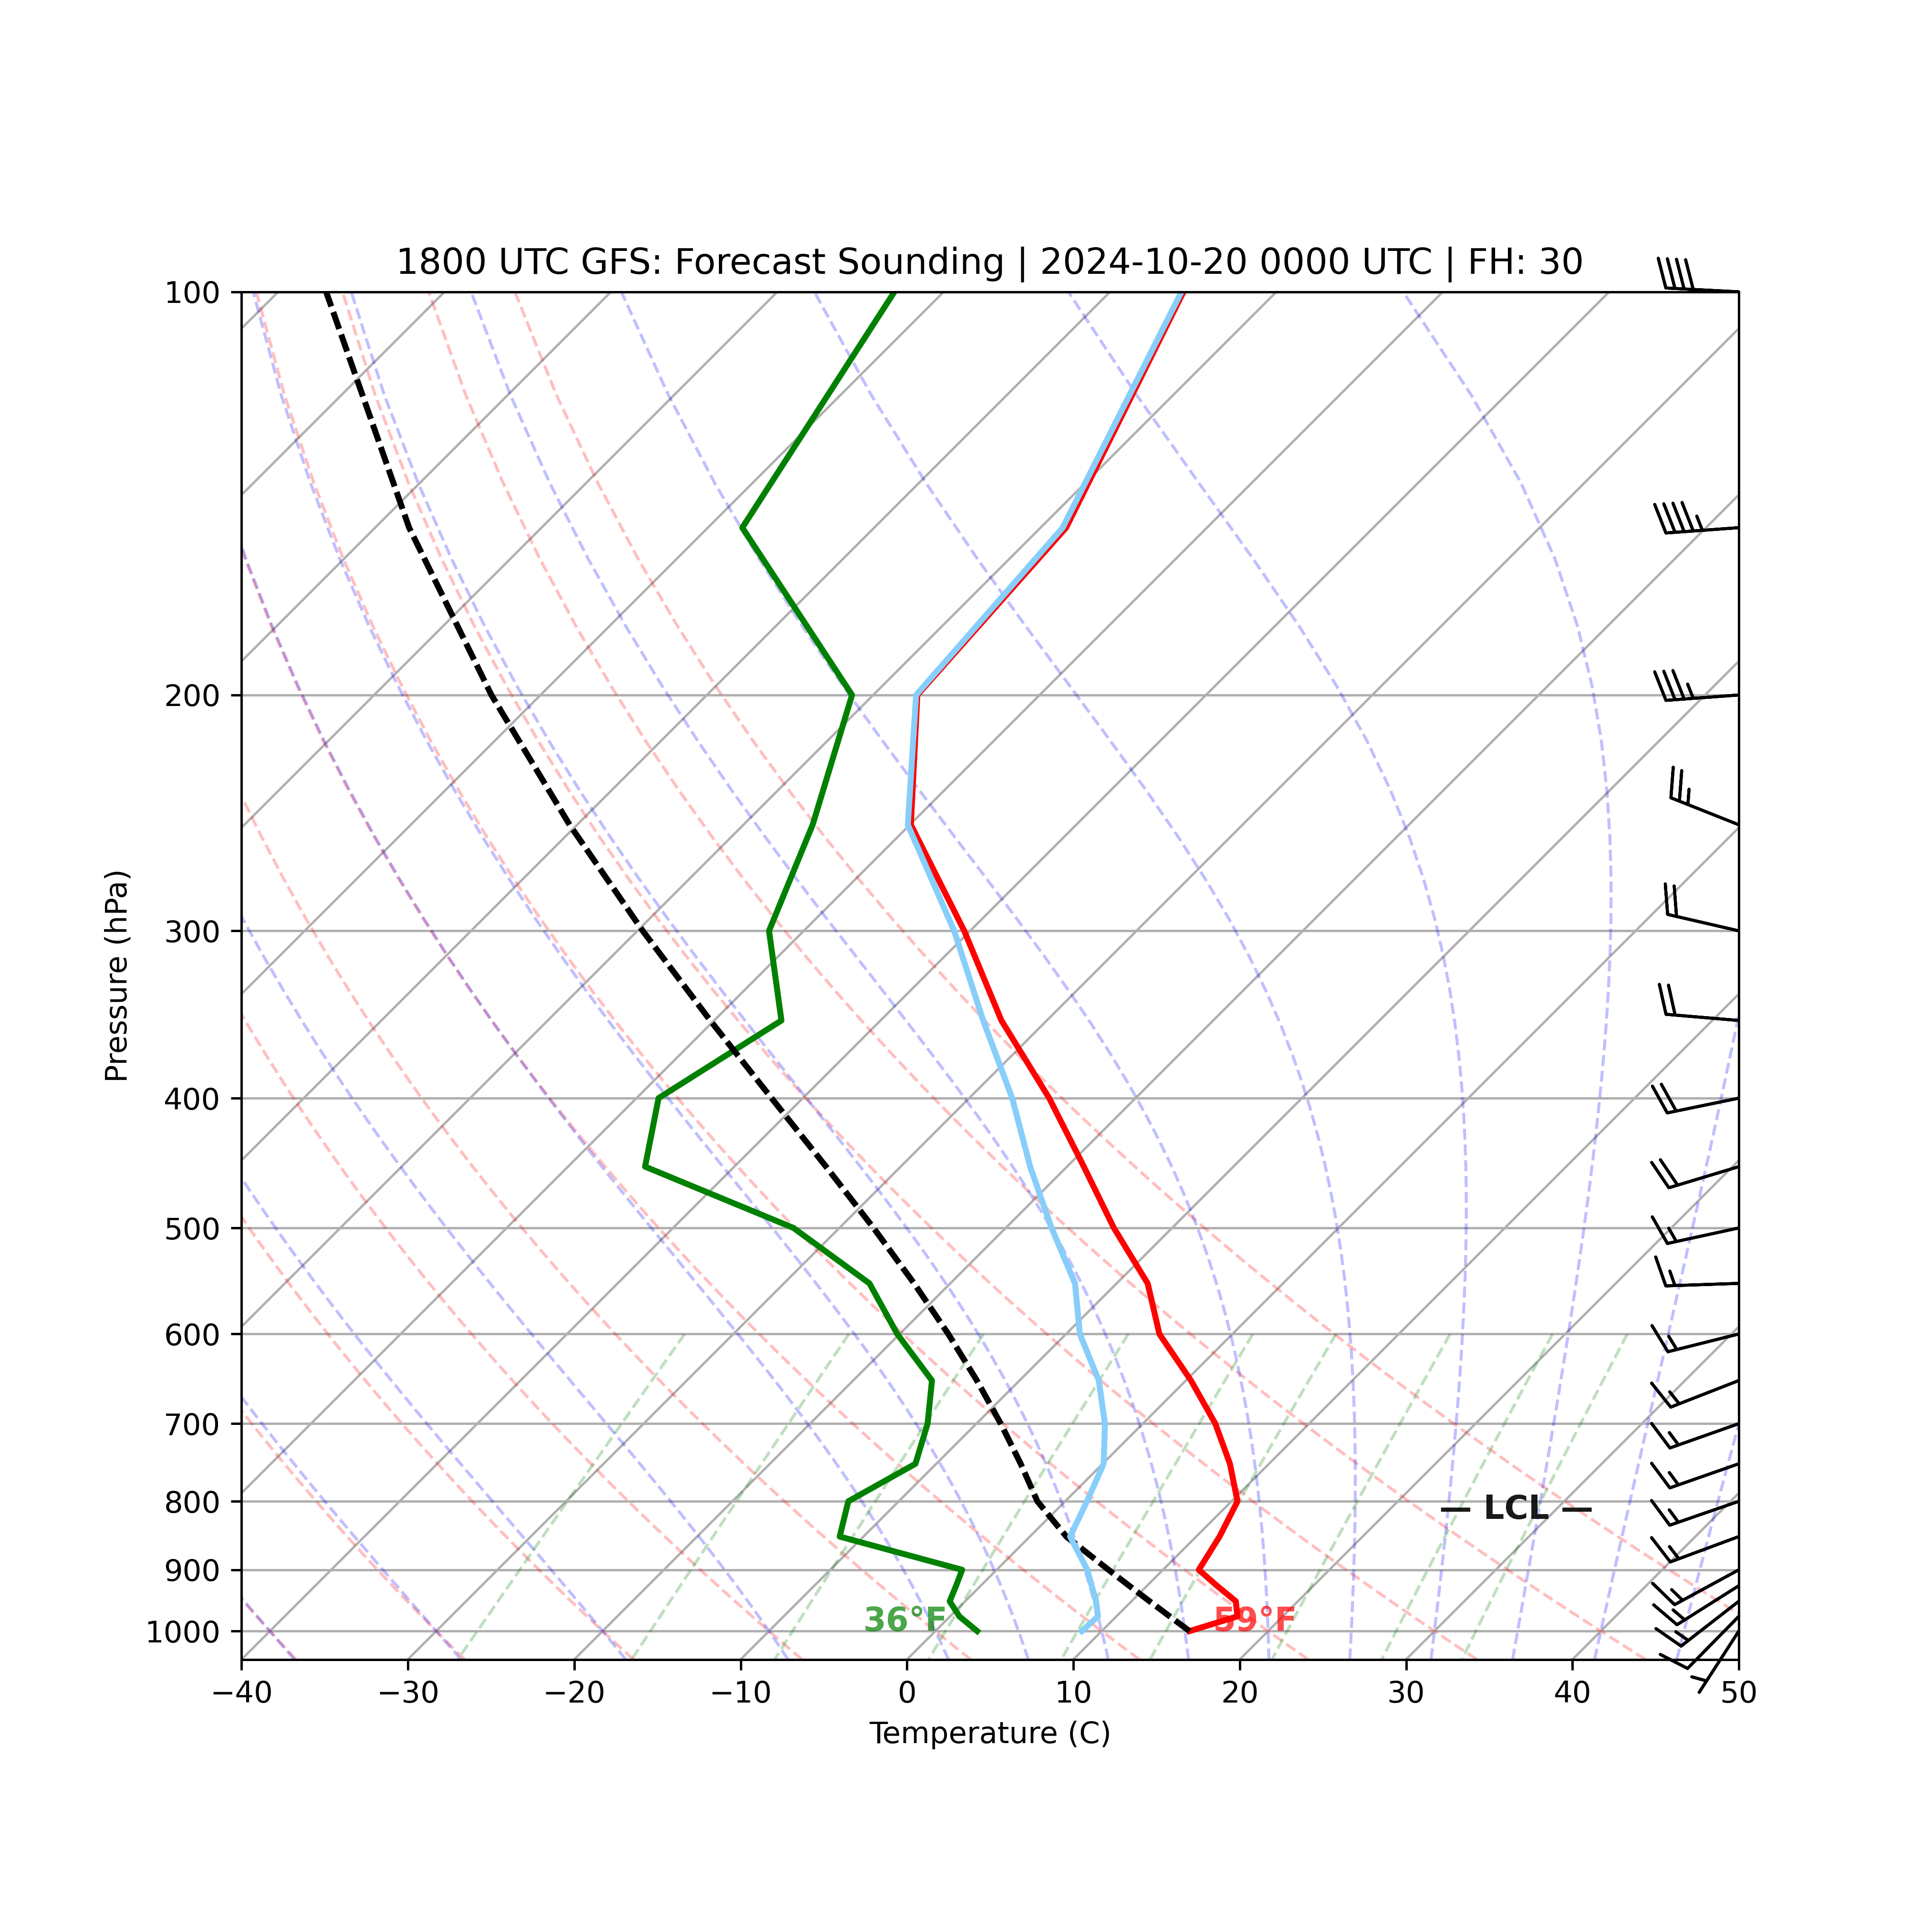 1800 UTC GFS: Forecast Sounding | 2024-10-20 0000 UTC | FH: 30
100
200
300
400
500
600
700
800
900
1000
Pressure (hPa)
— LCL —
36°F
59°F
−40 −30 −20 −10 0 10 20 30 40 50
Temperature (C)